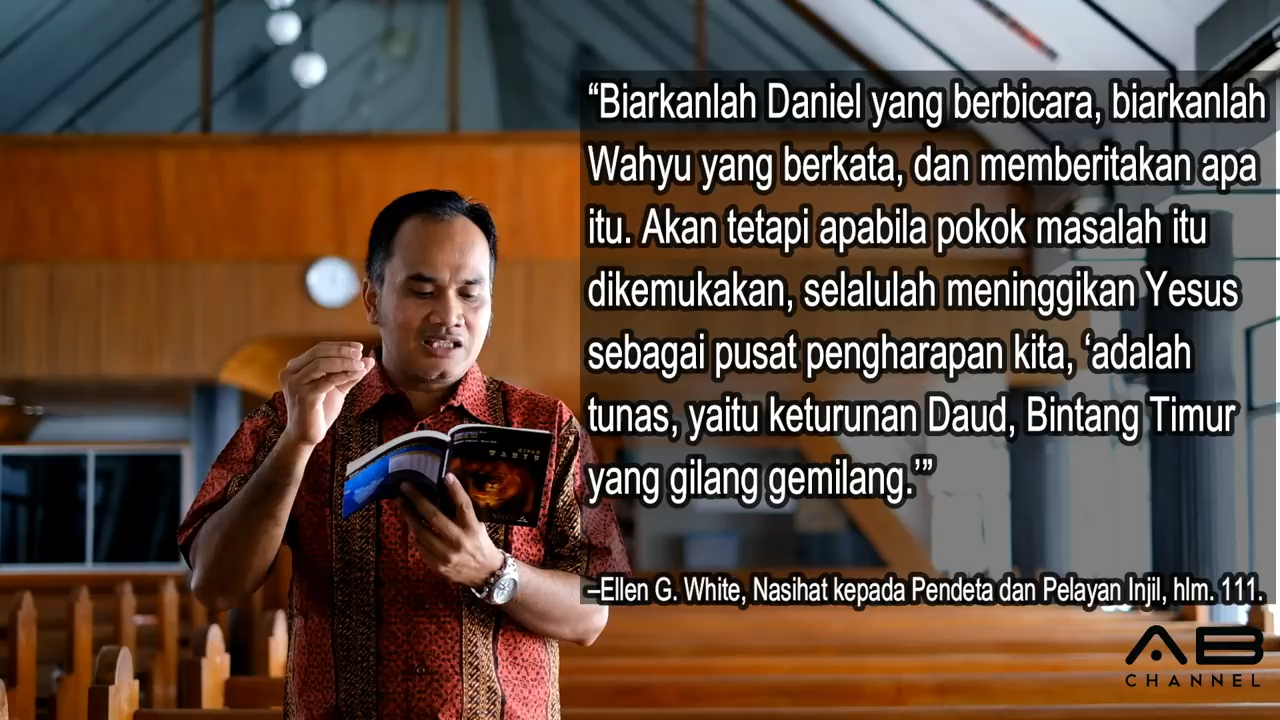 “Biarkanlah Daniel yang berbicara, biarkanlah
Wahyu yang berkata, dan memberitakan apa
itu. Akan tetapi apabila pokok masalah itu
dikemukakan, selalulah meninggikan Yesus
sebagai pusat pengharapan kita, ‘adalah
tunas, yaitu keturunan Daud, Bintang Timur
yang gilang gemilang.’”
–Ellen G. White, Nasihat kepada Pendeta dan Pelayan Injil, hlm. 111.
WAHYU
AB
CHANNEL